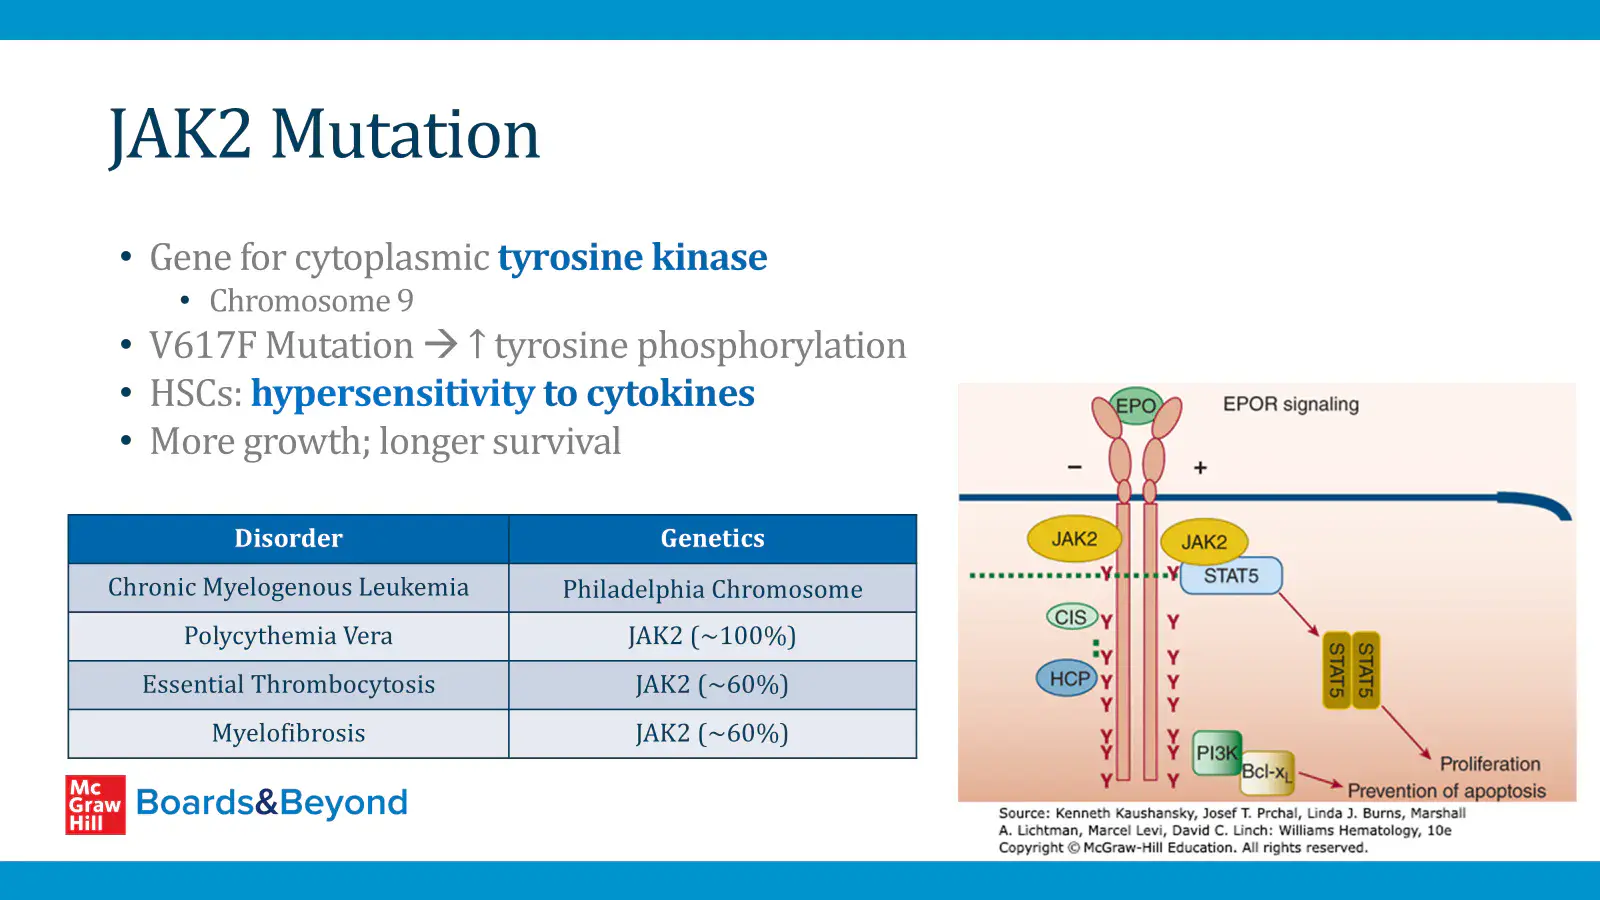 JAK2 Mutation
• Gene for cytoplasmic tyrosine kinase
• Chromosome 9
• V617F Mutation → ↑ tyrosine phosphorylation
• HSCs: hypersensitivity to cytokines
• More growth; longer survival
Disorder Genetics
Chronic Myelogenous Leukemia Philadelphia Chromosome
Polycythemia Vera JAK2 (~100%)
Essential Thrombocytosis JAK2 (~60%)
Myelofibrosis JAK2 (~60%)
Mc
Graw
Hill
Boards&Beyond
EPO
EPOR signaling
− +
JAK2 JAK2
Y Y STAT5
CIS Y Y
Y Y
HCP Y Y
Y Y
STAT5 STAT5
Y Y
Y Y
PI3K
Bcl-xL
Y Y
Proliferation
Prevention of apoptosis
Source: Kenneth Kaushansky, Josef T. Prchal, Linda J. Burns, Marshall
A. Lichtman, Marcel Levi, David C. Linch: Williams Hematology, 10e
Copyright © McGraw-Hill Education. All rights reserved.